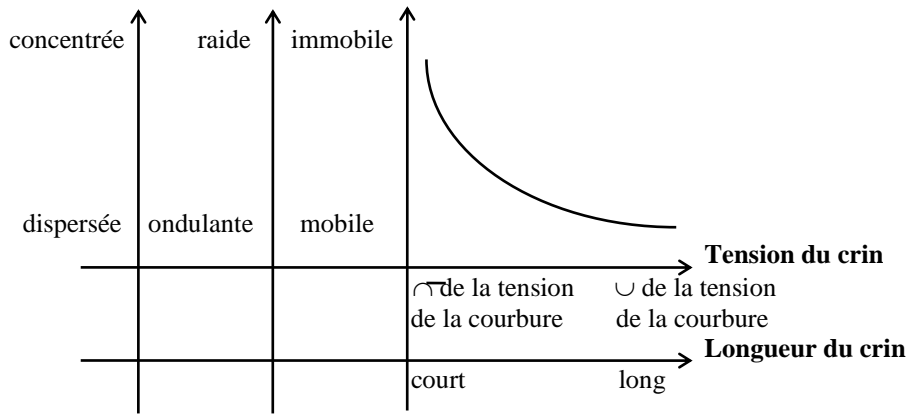 concentrée raide immobile
dispersée ondulante mobile
Tension du crin
⌒ de la tension ∪ de la tension
de la courbure de la courbure
Longueur du crin
court long